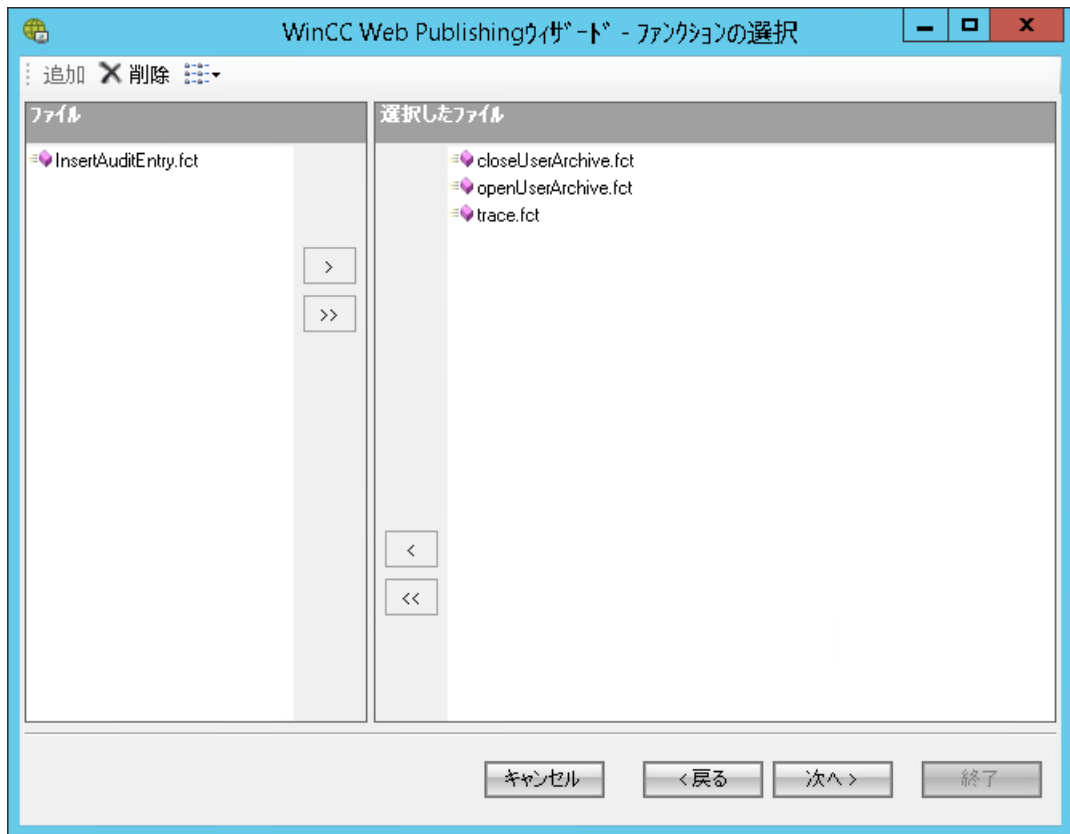 WinCC Web Publishingウィザード - ファンクションの選択
追加 削除
ファイル
選択したファイル
InsertAuditEntry.fct
closeUserArchive.fct
openUserArchive.fct
trace.fct
>
>>
<
<<
キャンセル <戻る 次へ> 終了